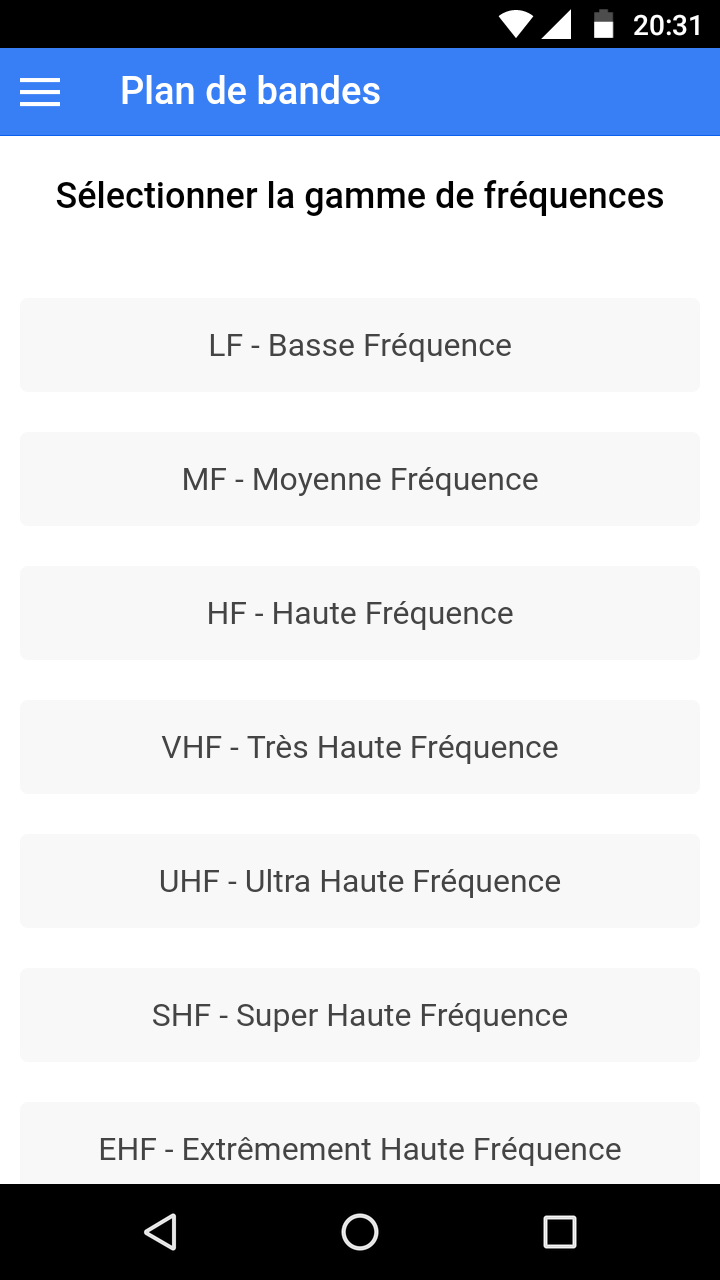 20:31
Plan de bandes
Sélectionner la gamme de fréquences
LF - Basse Fréquence
MF - Moyenne Fréquence
HF - Haute Fréquence
VHF - Très Haute Fréquence
UHF - Ultra Haute Fréquence
SHF - Super Haute Fréquence
EHF - Extrêmement Haute Fréquence